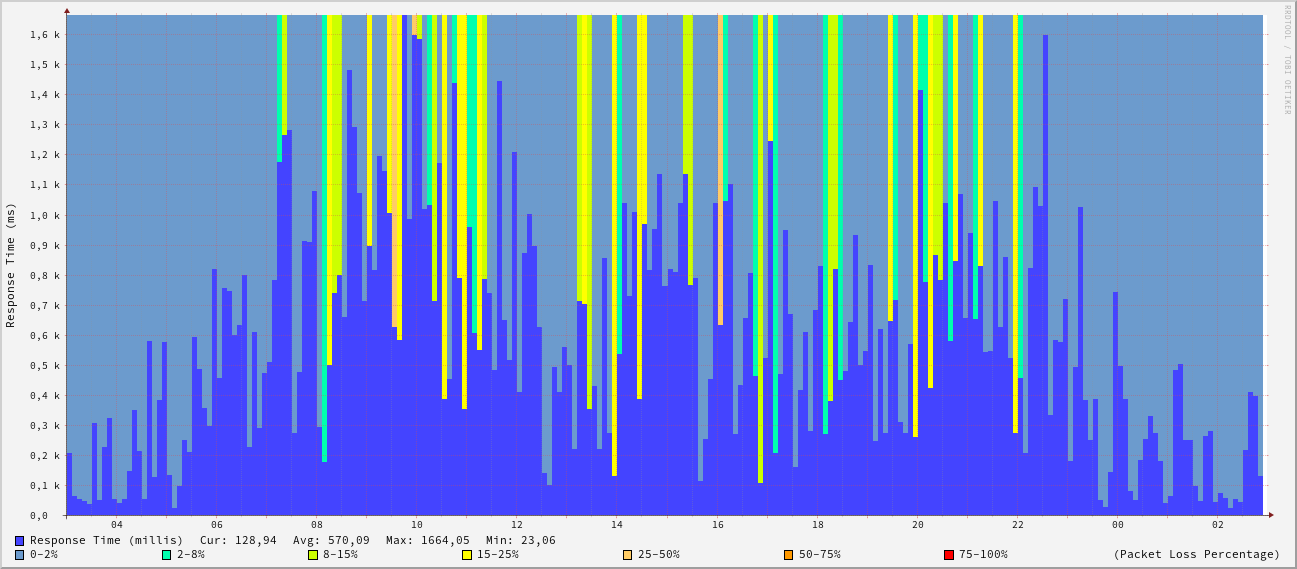 RRDTOOL / TOBI OETIKER
Response Time (ms)
1,6 k
1,5 k
1,4 k
1,3 k
1,2 k
1,1 k
1,0 k
0,9 k
0,8 k
0,7 k
0,6 k
0,5 k
0,4 k
0,3 k
0,2 k
0,1 k
0,0
04 06 08 10 12 14 16 18 20 22 00 02
Response Time (millis) Cur: 128,94 Avg: 570,09 Max: 1664,05 Min: 23,06
0-2% 2-8% 8-15% 15-25% 25-50% 50-75% 75-100% (Packet Loss Percentage)